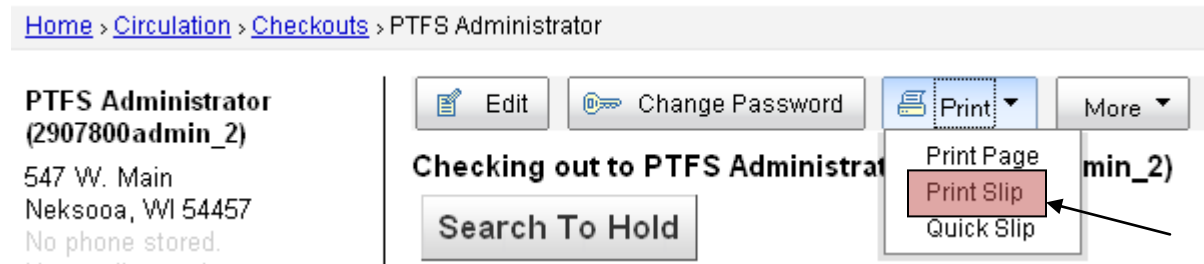 Home > Circulation > Checkouts > PTFS Administrator
Edit Change Password Print More
PTFS Administrator
(2907800admin_2)
547 W. Main
Neksooa, WI 54457
No phone stored.
Checking out to PTFS Administrat min_2)
Search To Hold
Print Page
Print Slip
Quick Slip